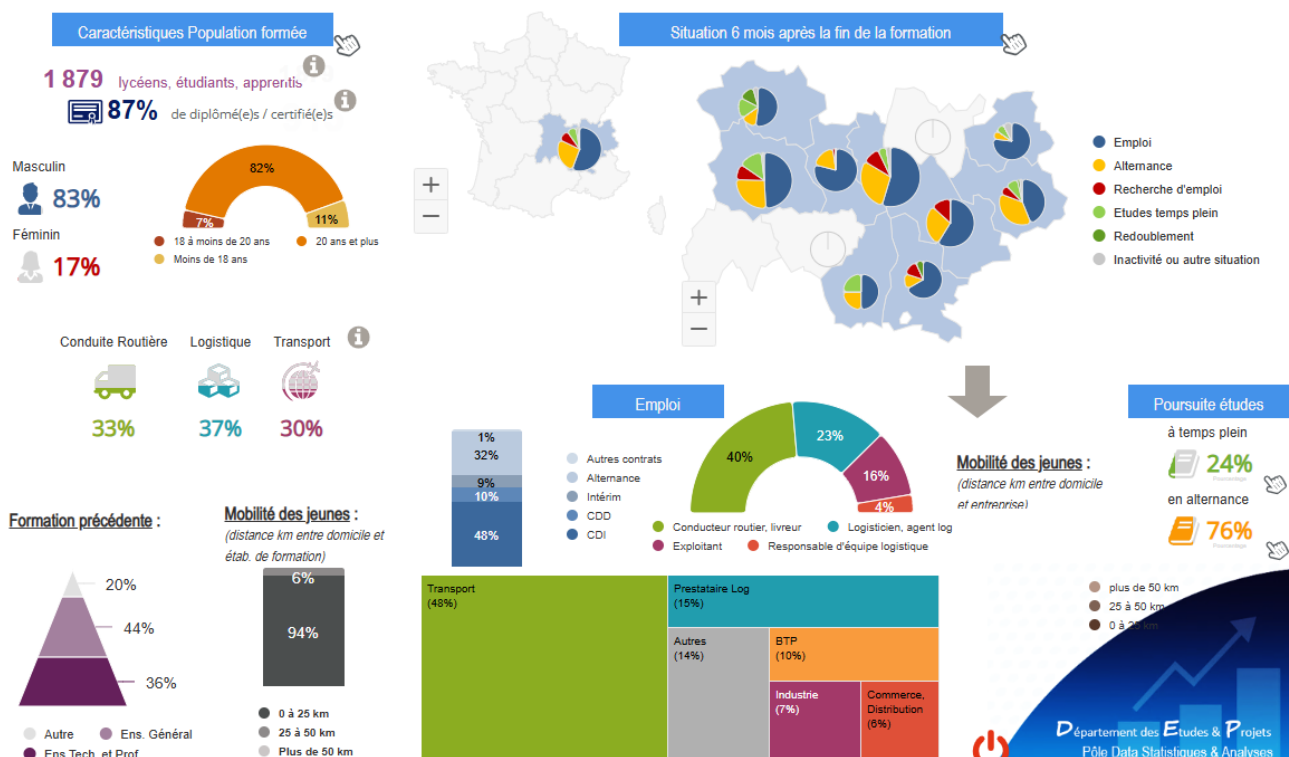 Caractéristiques Population formée
1 879 lycéens, étudiants, apprentis
87% de diplômé(e)s / certifié(e)s
Masculin
83%
Féminin
17%
82%
7%
11%
18 à moins de 20 ans
20 ans et plus
Moins de 18 ans
Conduite Routière
Logistique
Transport
33%
37%
30%
Formation précédente :
20%
44%
36%
Autre
Ens. Général
Ens Tech. et Prof
Mobilité des jeunes :
(distance km entre domicile et
étab. de formation)
6%
94%
0 à 25 km
25 à 50 km
Plus de 50 km
Situation 6 mois après la fin de la formation
+
−
+
−
Emploi
Alternance
Recherche d'emploi
Etudes temps plein
Redoublement
Inactivité ou autre situation
Emploi
1%
32%
9%
10%
48%
Autres contrats
Alternance
Intérim
CDD
CDI
40%
23%
16%
4%
Conducteur routier, livreur
Logisticien, agent log
Exploitant
Responsable d'équipe logistique
Transport
(48%)
Prestataire Log
(15%)
Autres
(14%)
BTP
(10%)
Industrie
(7%)
Commerce,
Distribution
(6%)
Mobilité des jeunes :
(distance km entre domicile
et entreprise)
Poursuite études
à temps plein
24%
en alternance
76%
plus de 50 km
25 à 50 km
0 à 25 km
Département des Etudes & Projets
Pôle Data Statistiques & Analyses